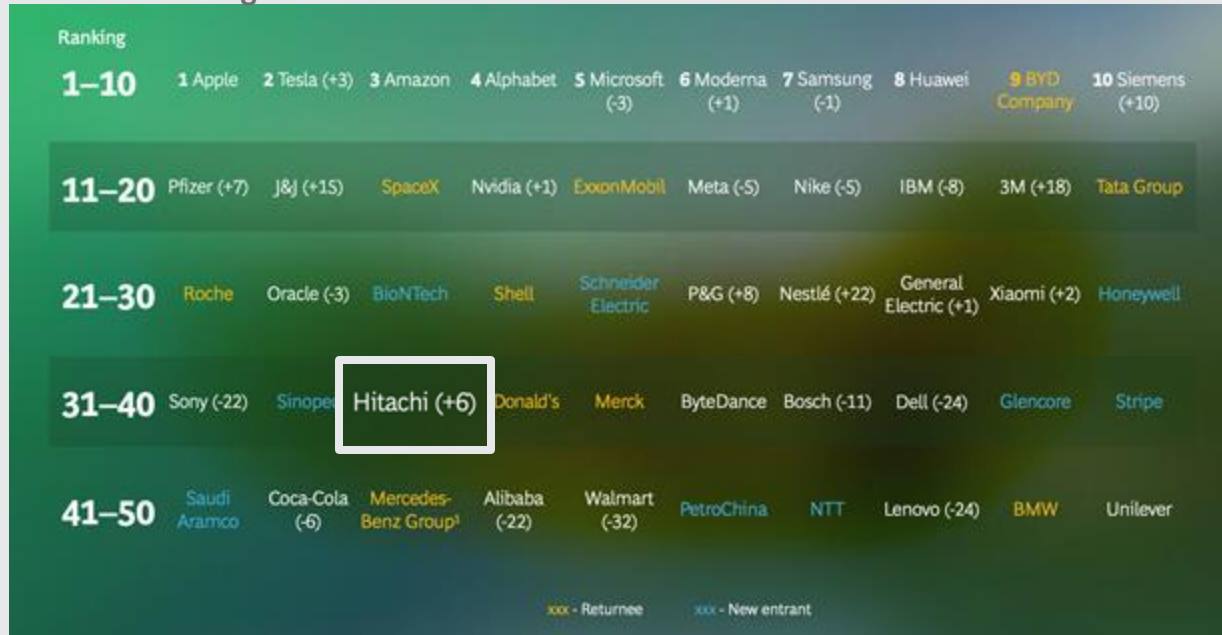 Ranking
1–10 1 Apple 2 Tesla (+3) 3 Amazon 4 Alphabet 5 Microsoft (-3) 6 Moderna (+1) 7 Samsung (-1) 8 Huawei 9 BYD Company 10 Siemens (+10)
11–20 Pfizer (+7) J&J (+15) SpaceX Nvidia (+1) ExxonMobil Meta (-5) Nike (-5) IBM (-8) 3M (+18) Tata Group
21–30 Roche Oracle (-3) BioNTech Shell Schneider Electric P&G (+8) Nestlé (+22) General Electric (+1) Xiaomi (+2) Honeywell
31–40 Sony (-22) Sinopec Hitachi (+6) Donald's Merck ByteDance Bosch (-11) Dell (-24) Glencore Stripe
41–50 Saudi Aramco Coca-Cola (-6) Mercedes-Benz Group¹ Alibaba (-22) Walmart (-32) PetroChina NTT Lenovo (-24) BMW Unilever
xxx - Returnee xxx - New entrant